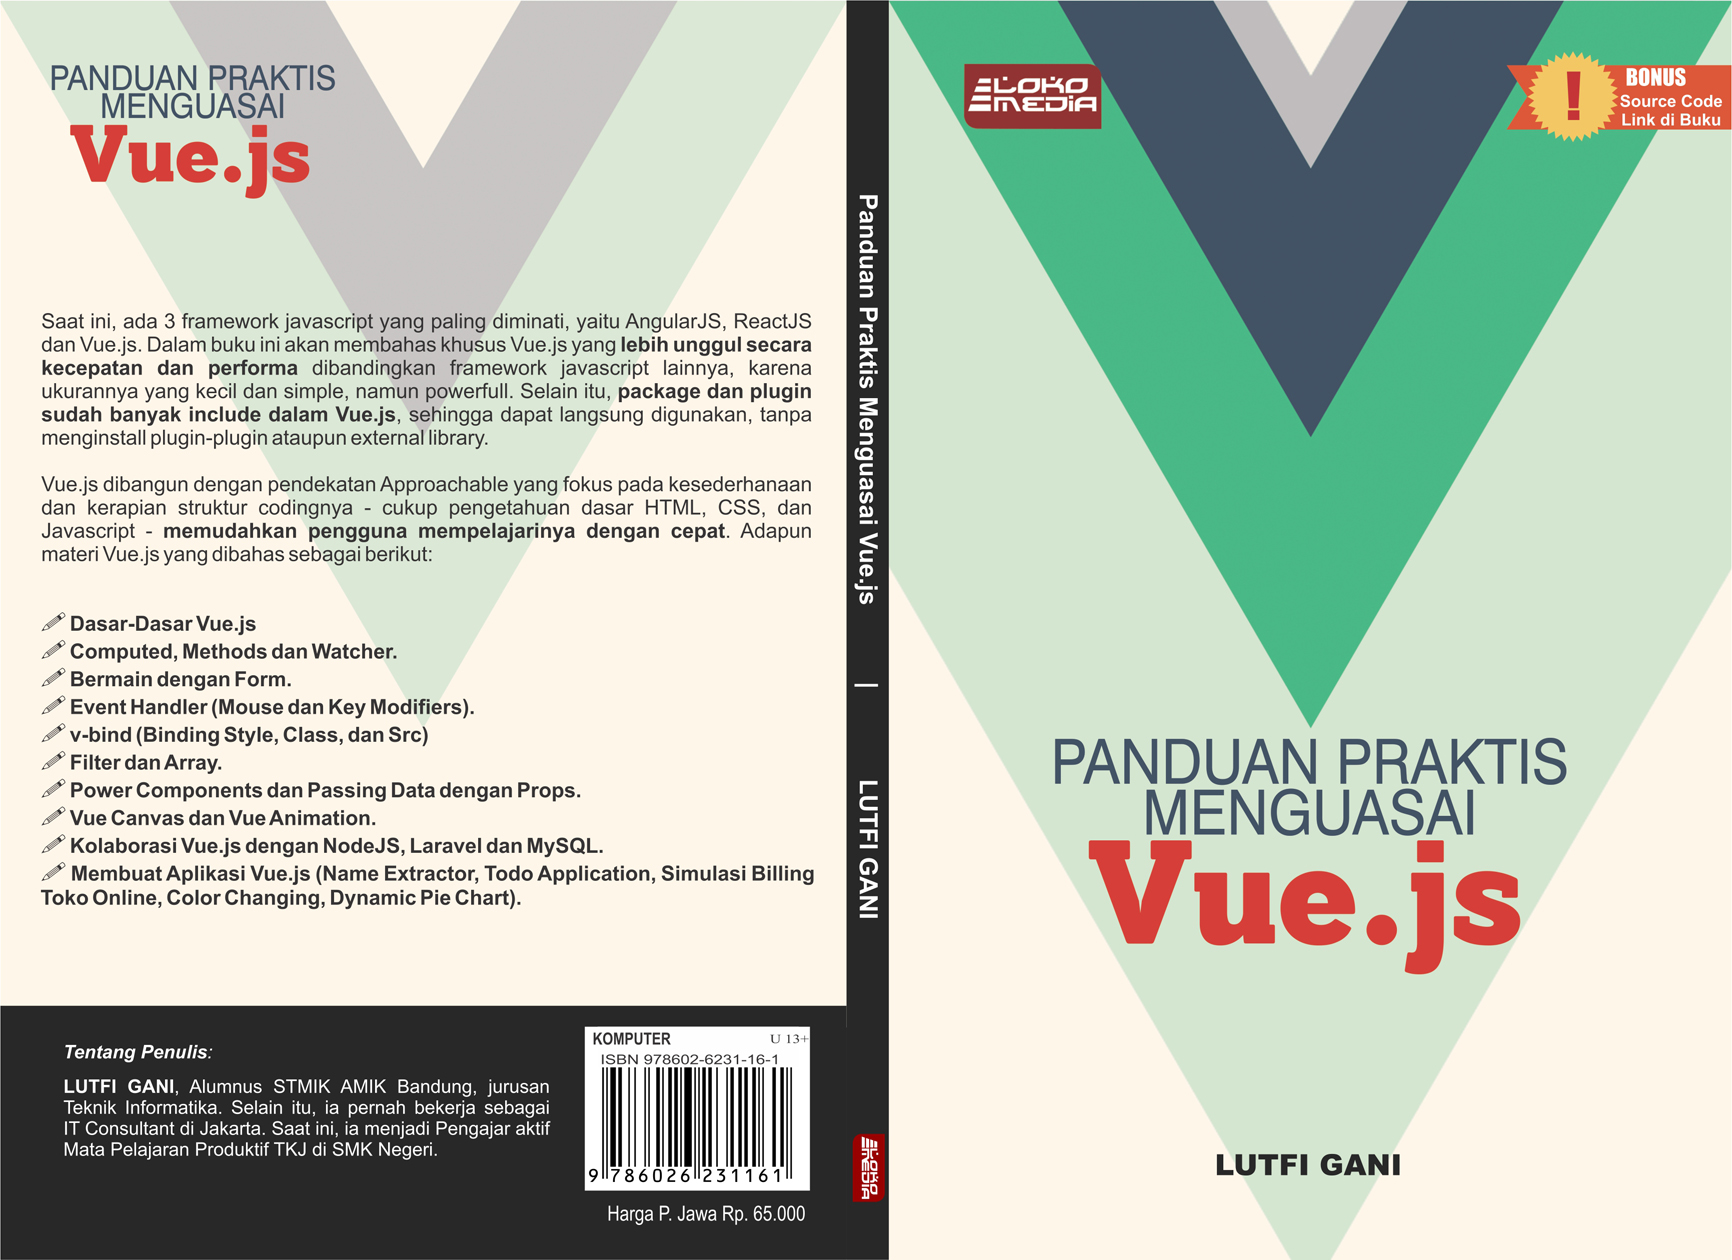 PANDUAN PRAKTIS
MENGUASAI
Vue.js
Saat ini, ada 3 framework javascript yang paling diminati, yaitu AngularJS, ReactJS
dan Vue.js. Dalam buku ini akan membahas khusus Vue.js yang lebih unggul secara
kecepatan dan performa dibandingkan framework javascript lainnya, karena
ukurannya yang kecil dan simple, namun powerfull. Selain itu, package dan plugin
sudah banyak include dalam Vue.js, sehingga dapat langsung digunakan, tanpa
menginstall plugin-plugin ataupun external library.
Vue.js dibangun dengan pendekatan Approachable yang fokus pada kesederhanaan
dan kerapian struktur codingnya - cukup pengetahuan dasar HTML, CSS, dan
Javascript - memudahkan pengguna mempelajarinya dengan cepat. Adapun
materi Vue.js yang dibahas sebagai berikut:
Dasar-Dasar Vue.js
Computed, Methods dan Watcher.
Bermain dengan Form.
Event Handler (Mouse dan Key Modifiers).
v-bind (Binding Style, Class, dan Src)
Filter dan Array.
Power Components dan Passing Data dengan Props.
Vue Canvas dan Vue Animation.
Kolaborasi Vue.js dengan NodeJS, Laravel dan MySQL.
Membuat Aplikasi Vue.js (Name Extractor, Todo Application, Simulasi Billing
Toko Online, Color Changing, Dynamic Pie Chart).
Tentang Penulis:
LUTFI GANI, Alumnus STMIK AMIK Bandung, jurusan
Teknik Informatika. Selain itu, ia pernah bekerja sebagai
IT Consultant di Jakarta. Saat ini, ia menjadi Pengajar aktif
Mata Pelajaran Produktif TKJ di SMK Negeri.
KOMPUTER U 13+
ISBN 978602-6231-16-1
9 786026 231161
Harga P. Jawa Rp. 65.000
Panduan Praktis Menguasai Vue.js | LUTFI GANI
LOKO
MEDIA
LOKO
MEDIA
!
BONUS
Source Code
Link di Buku
PANDUAN PRAKTIS
MENGUASAI
Vue.js
LUTFI GANI